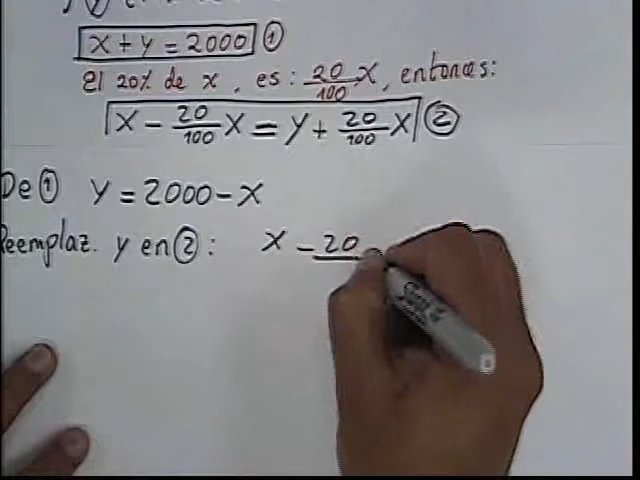 x + y = 2000 ①
El 20% de x, es: 20/100 x, entonces:
x - 20/100 x = y + 20/100 x ②
De ① y = 2000 - x
Reemplaz. y en ②: x - 20